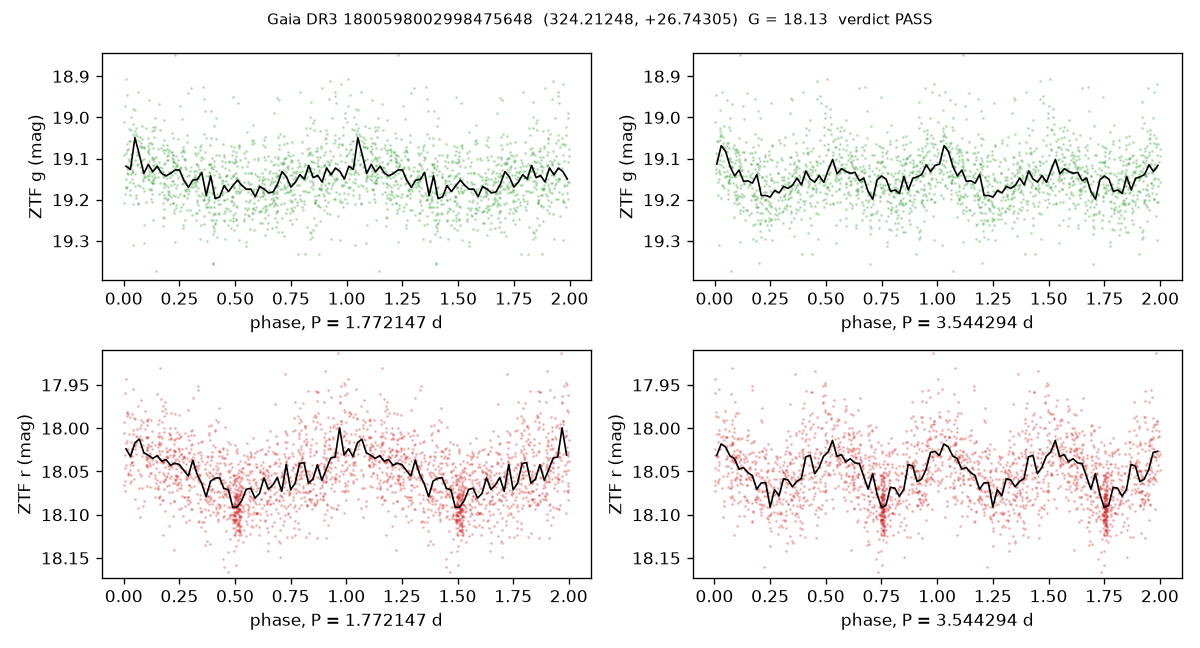 Gaia DR3 1800598002998475648 (324.21248, +26.74305) G = 18.13 verdict PASS
ZTF g (mag)
18.9
19.0
19.1
19.2
19.3
0.00 0.25 0.50 0.75 1.00 1.25 1.50 1.75 2.00
phase, P = 1.772147 d
ZTF g (mag)
18.9
19.0
19.1
19.2
19.3
0.00 0.25 0.50 0.75 1.00 1.25 1.50 1.75 2.00
phase, P = 3.544294 d
ZTF r (mag)
17.95
18.00
18.05
18.10
18.15
0.00 0.25 0.50 0.75 1.00 1.25 1.50 1.75 2.00
phase, P = 1.772147 d
ZTF r (mag)
17.95
18.00
18.05
18.10
18.15
0.00 0.25 0.50 0.75 1.00 1.25 1.50 1.75 2.00
phase, P = 3.544294 d